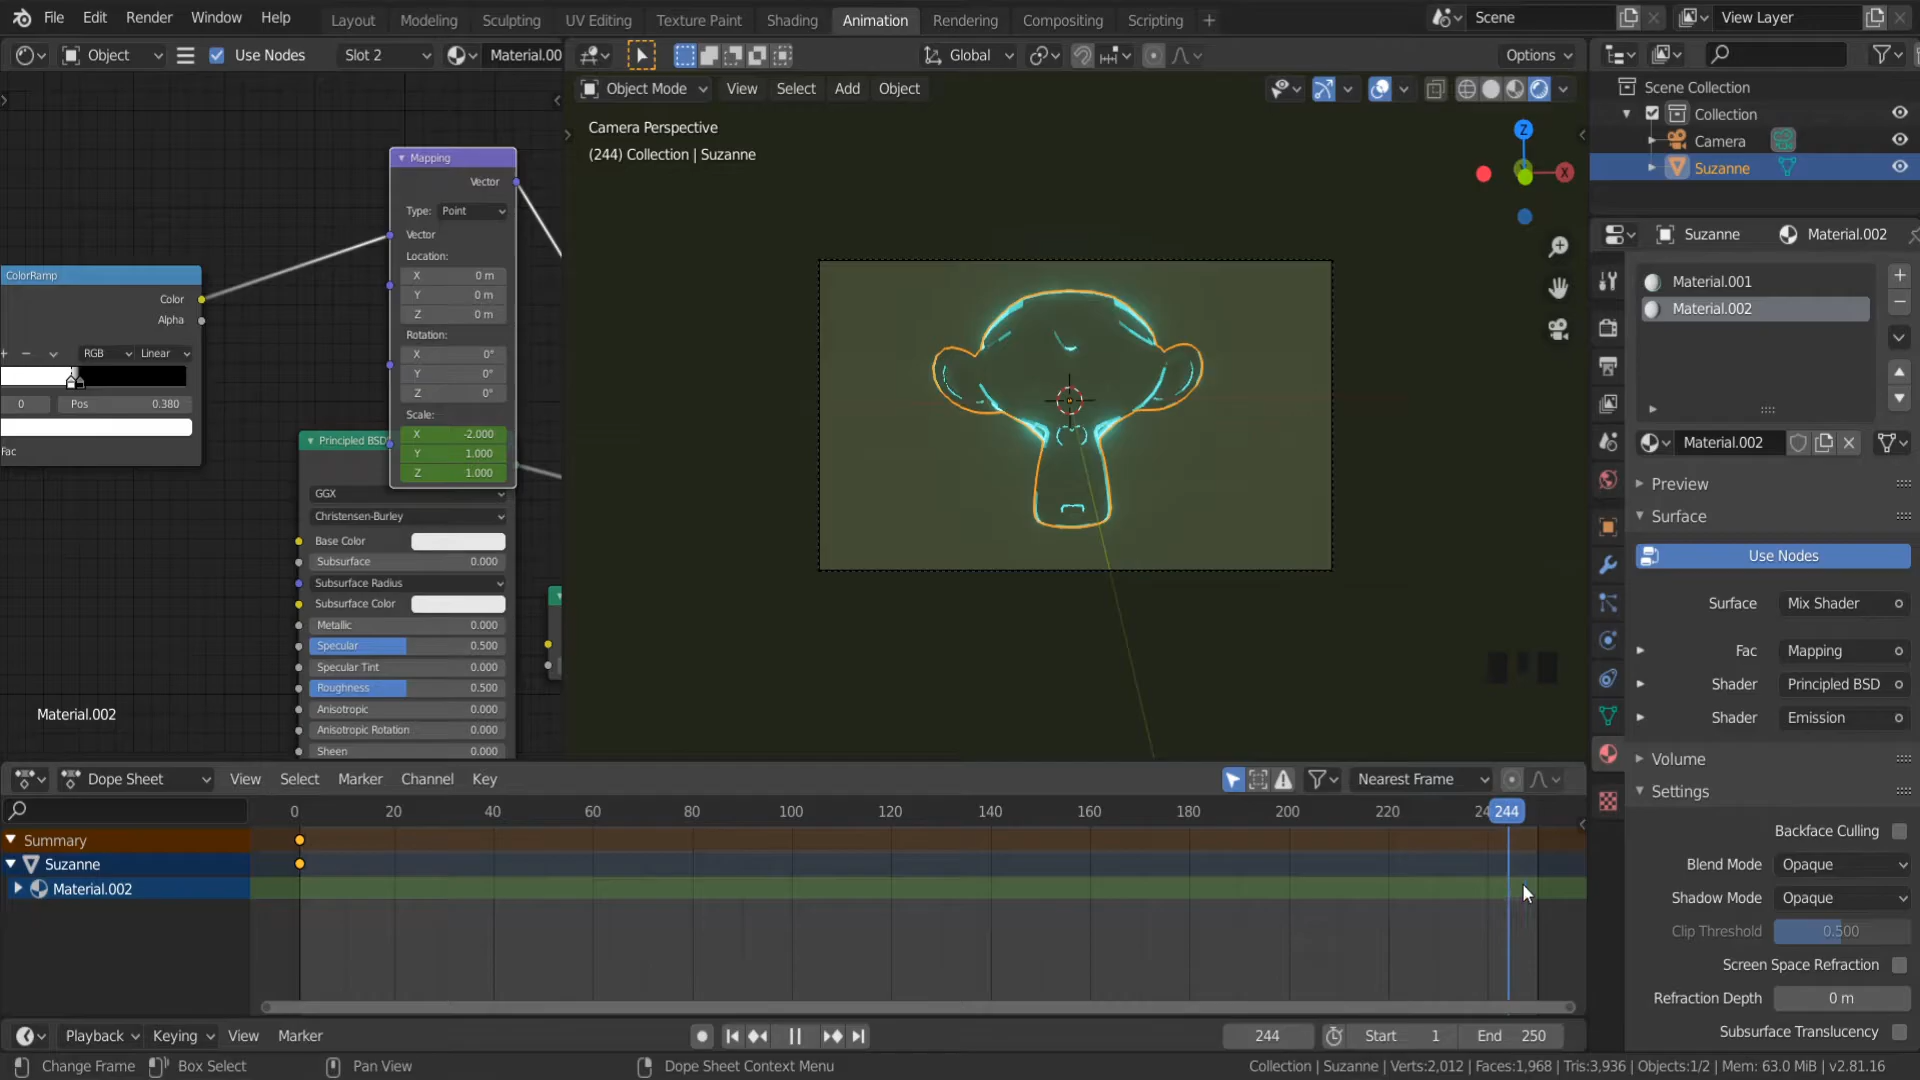 File Edit Render Window Help Layout Modeling Sculpting UV Editing Texture Paint Shading Animation Rendering Compositing Scripting + Scene View Layer
Object Use Nodes Slot 2 Material.00 Global Options
Object Mode View Select Add Object
Camera Perspective
(244) Collection | Suzanne
Z
X
Mapping
Vector
Type: Point
Vector
Location:
X 0 m
Y 0 m
Z 0 m
Rotation:
X 0°
Y 0°
Z 0°
Scale:
X -2.000
Y 1.000
Z 1.000
ColorRamp
Color
Alpha
RGB Linear
0 Pos 0.380
Fac
Principled BSD
GGX
Christensen-Burley
Base Color
Subsurface 0.000
Subsurface Radius
Subsurface Color
Metallic 0.000
Specular 0.500
Specular Tint 0.000
Roughness 0.500
Anisotropic 0.000
Anisotropic Rotation 0.000
Sheen 0.000
Material.002
Scene Collection
Collection
Camera
Suzanne
Suzanne Material.002
Material.001
Material.002
Material.002
Preview
Surface
Use Nodes
Surface Mix Shader
Fac Mapping
Shader Principled BSD
Shader Emission
Volume
Settings
Backface Culling
Blend Mode Opaque
Shadow Mode Opaque
Clip Threshold 0.500
Screen Space Refraction
Refraction Depth 0 m
Subsurface Translucency
Dope Sheet View Select Marker Channel Key Nearest Frame
0 20 40 60 80 100 120 140 160 180 200 220 24 244
Summary
Suzanne
Material.002
Playback Keying View Marker 244 Start 1 End 250
Change Frame Box Select Pan View Dope Sheet Context Menu Collection | Suzanne | Verts:2,012 | Faces:1,968 | Tris:3,936 | Objects:1/2 | Mem: 63.0 MiB | v2.81.16